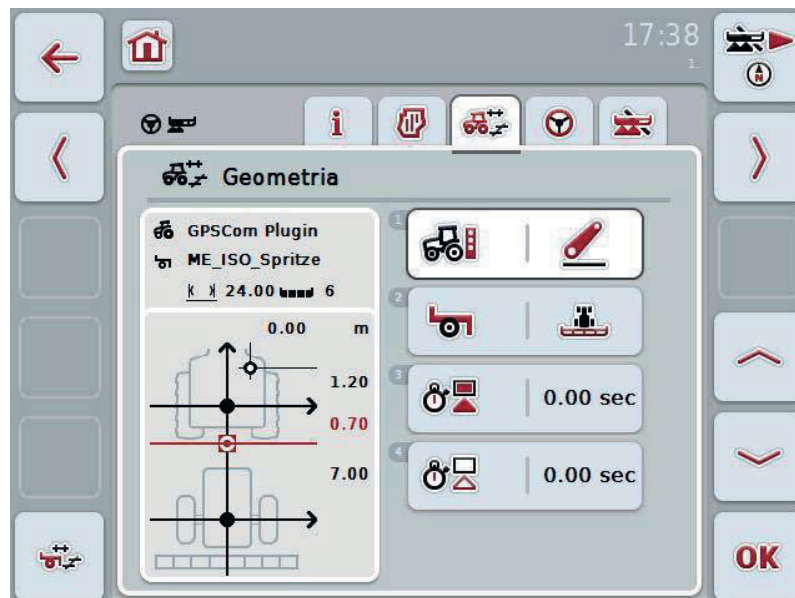 17:38
1.
i
Geometria
GPSCom Plugin
ME_ISO_Spritze
24.00 6
0.00 m
1.20
0.70
7.00
1
2
3
0.00 sec
4
0.00 sec
N
OK